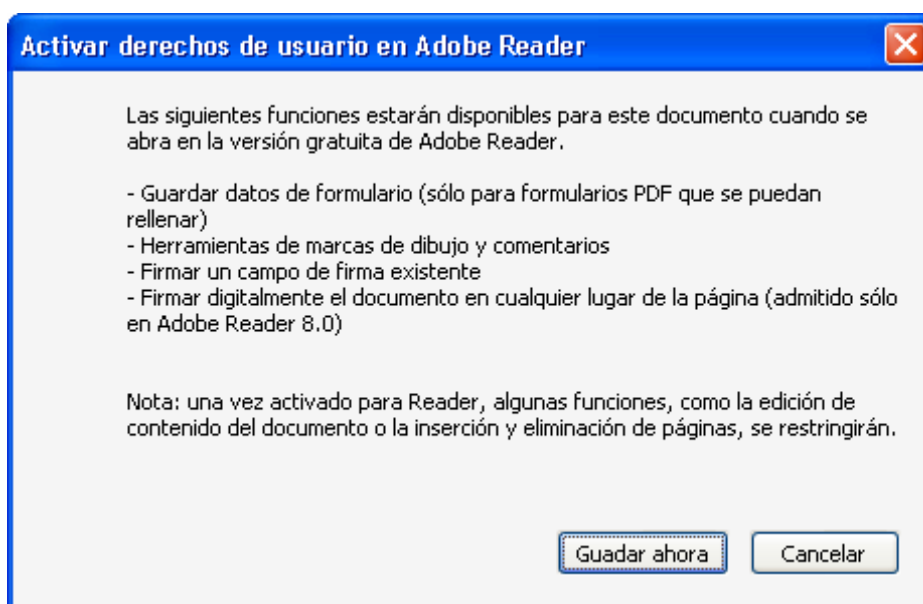 Activar derechos de usuario en Adobe Reader
Las siguientes funciones estarán disponibles para este documento cuando se
abra en la versión gratuita de Adobe Reader.
- Guardar datos de formulario (sólo para formularios PDF que se puedan
rellenar)
- Herramientas de marcas de dibujo y comentarios
- Firmar un campo de firma existente
- Firmar digitalmente el documento en cualquier lugar de la página (admitido sólo
en Adobe Reader 8.0)
Nota: una vez activado para Reader, algunas funciones, como la edición de
contenido del documento o la inserción y eliminación de páginas, se restringirán.
Guadar ahora
Cancelar